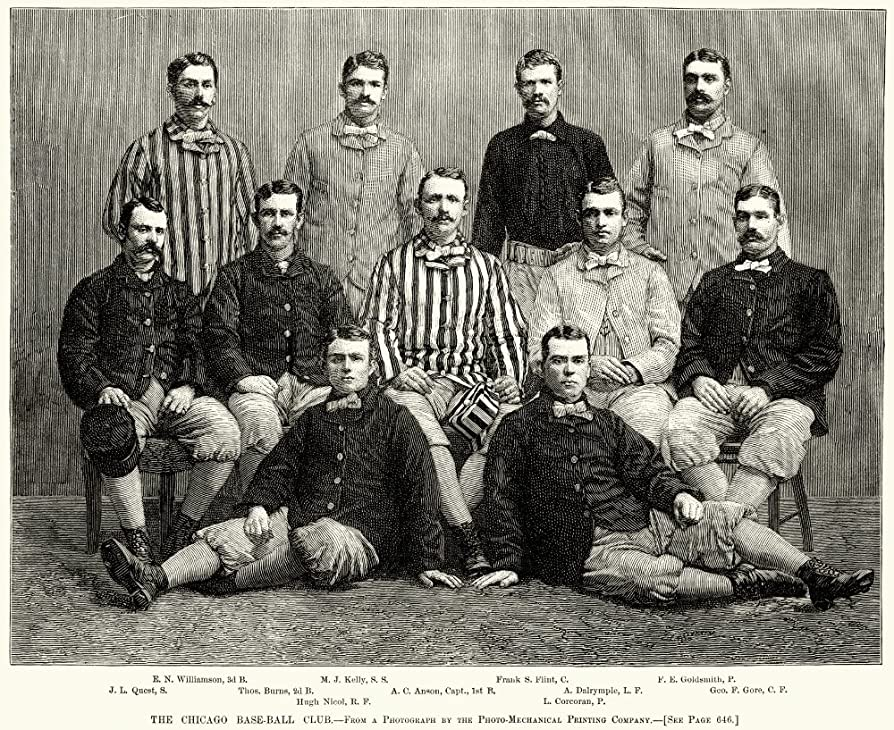 E. N. Williamson, 3d B. M. J. Kelly, S. S. Frank S. Flint, C. F. E. Goldsmith, P.
J. L. Quest, S. Thos. Burns, 2d B. A. C. Anson, Capt., 1st B. A. Dalrymple, L. F. Geo. F. Gore, C. F.
Hugh Nicol, R. F. L. Corcoran, P.
THE CHICAGO BASE-BALL CLUB.—From a Photograph by the Photo-Mechanical Printing Company.—[See Page 646.]